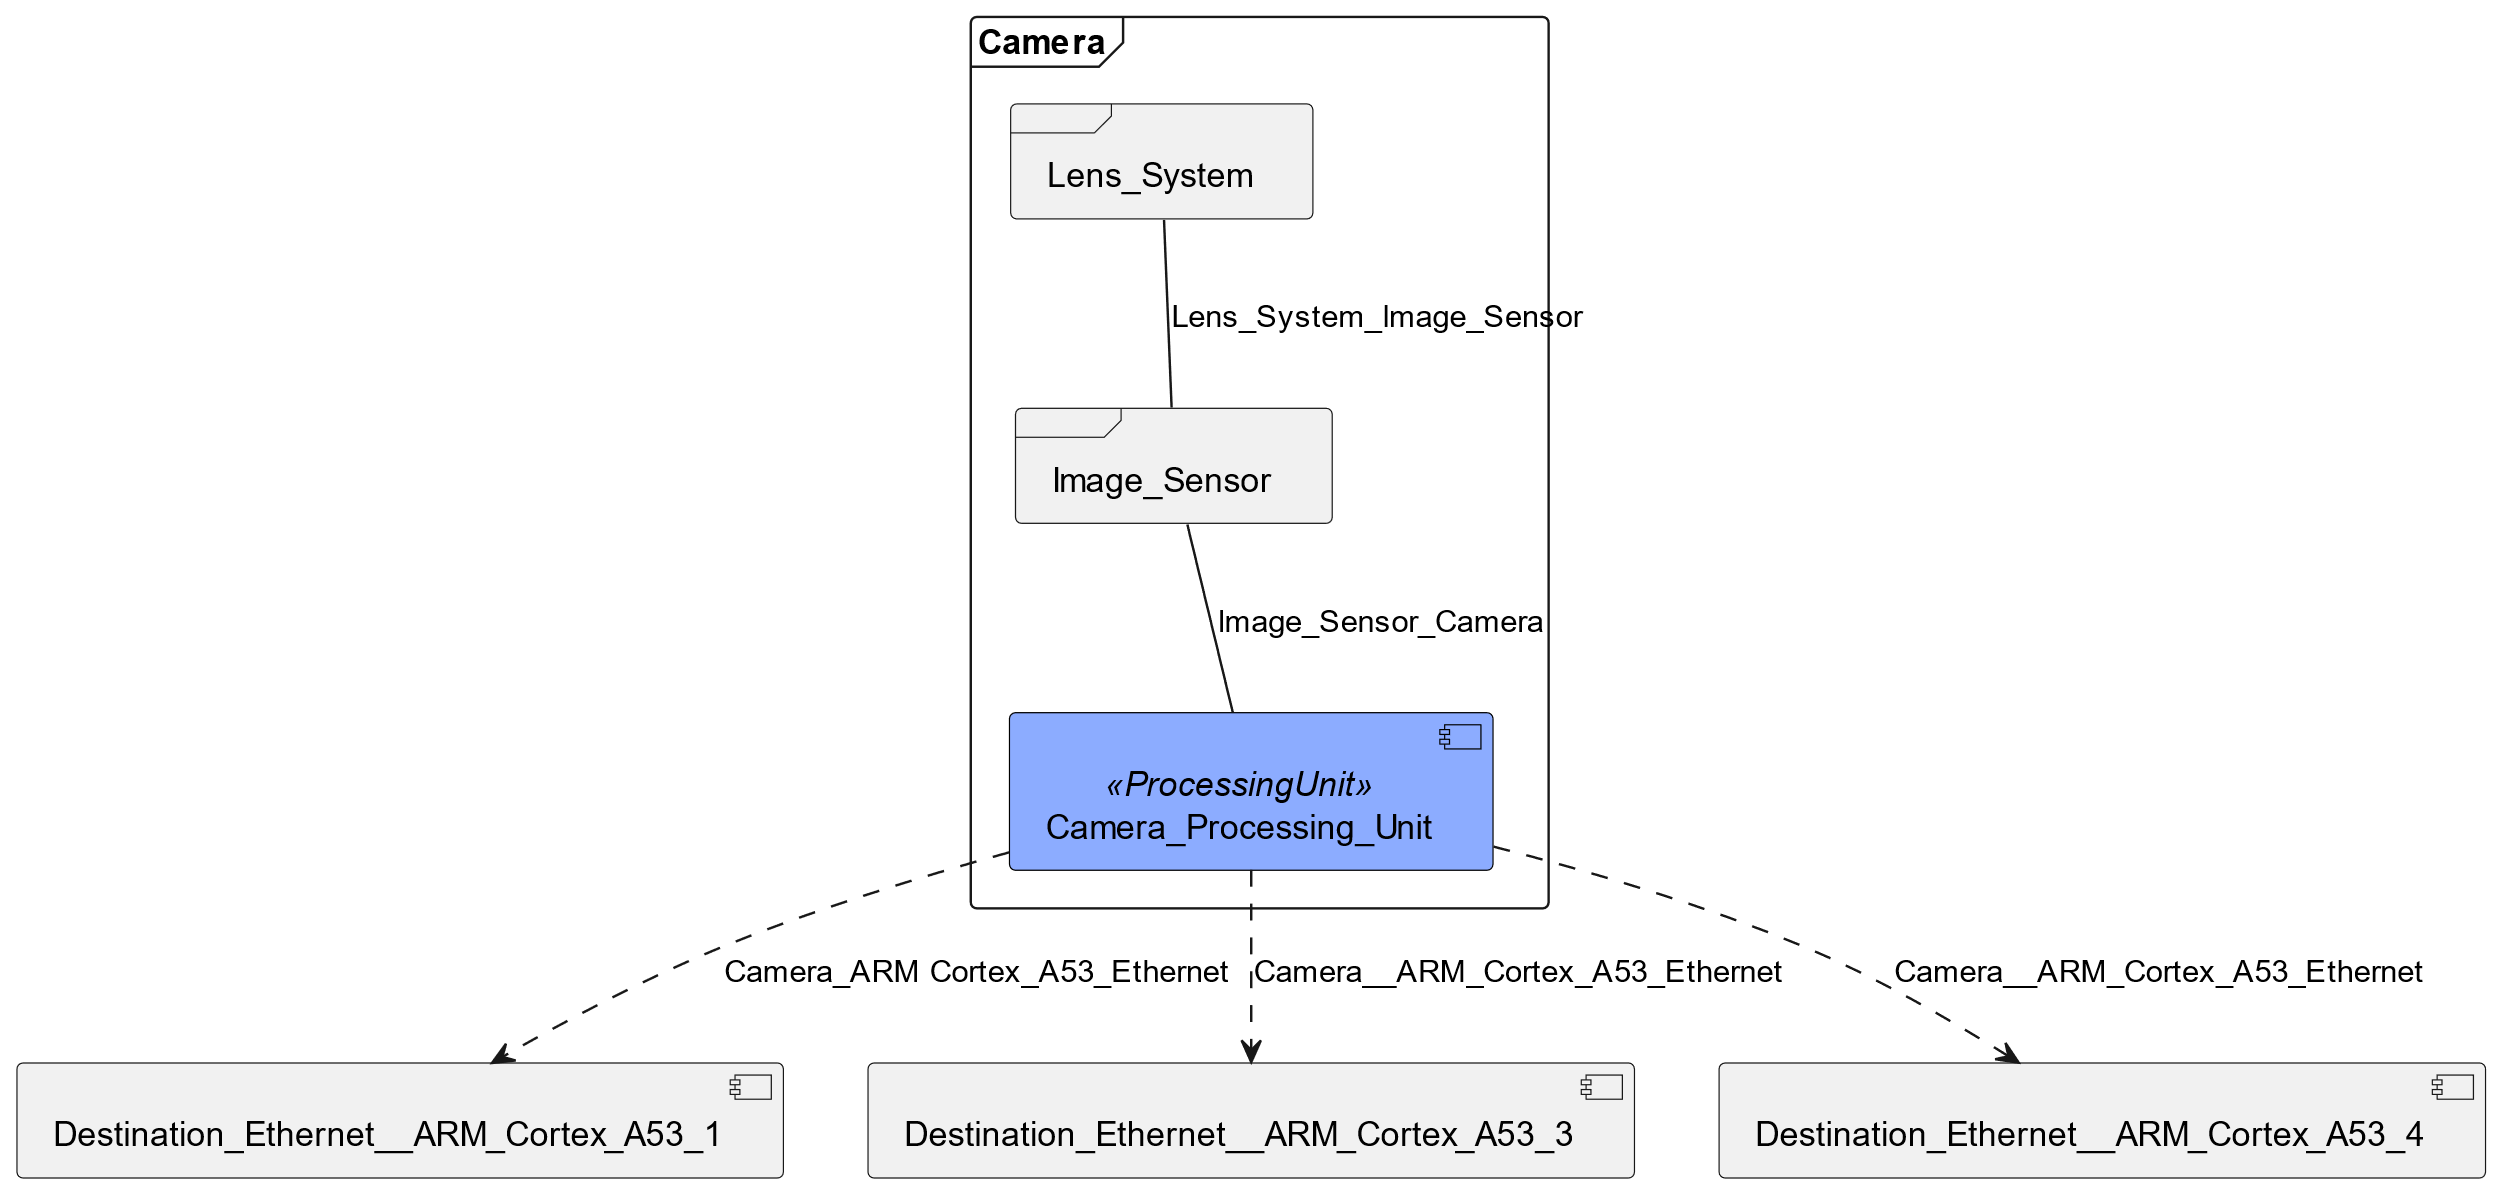 Camera
Lens_System
Lens_System_Image_Sensor
Image_Sensor
Image_Sensor_Camera
«ProcessingUnit»
Camera_Processing_Unit
Camera_ARM Cortex_A53_Ethernet
Camera__ARM_Cortex_A53_Ethernet
Camera__ARM_Cortex_A53_Ethernet
Destination_Ethernet__ARM_Cortex_A53_1
Destination_Ethernet__ARM_Cortex_A53_3
Destination_Ethernet__ARM_Cortex_A53_4